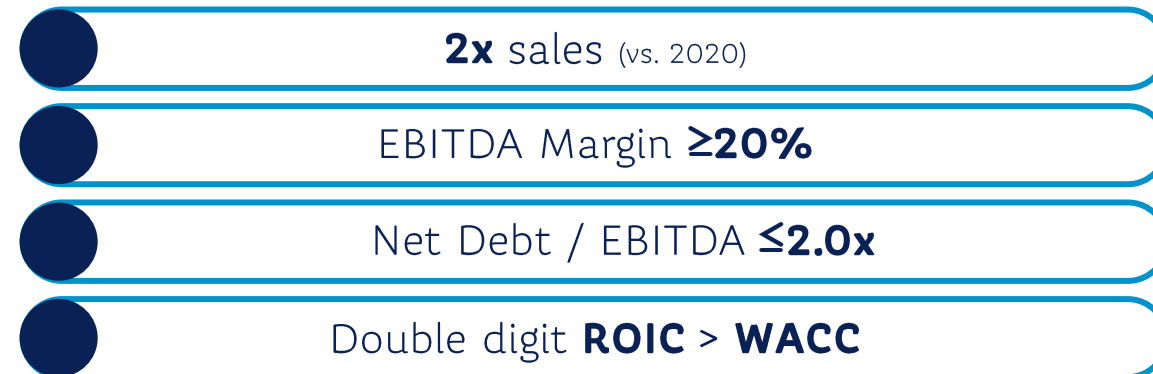 2x sales (vs. 2020)
EBITDA Margin ≥20%
Net Debt / EBITDA ≤2.0x
Double digit ROIC > WACC